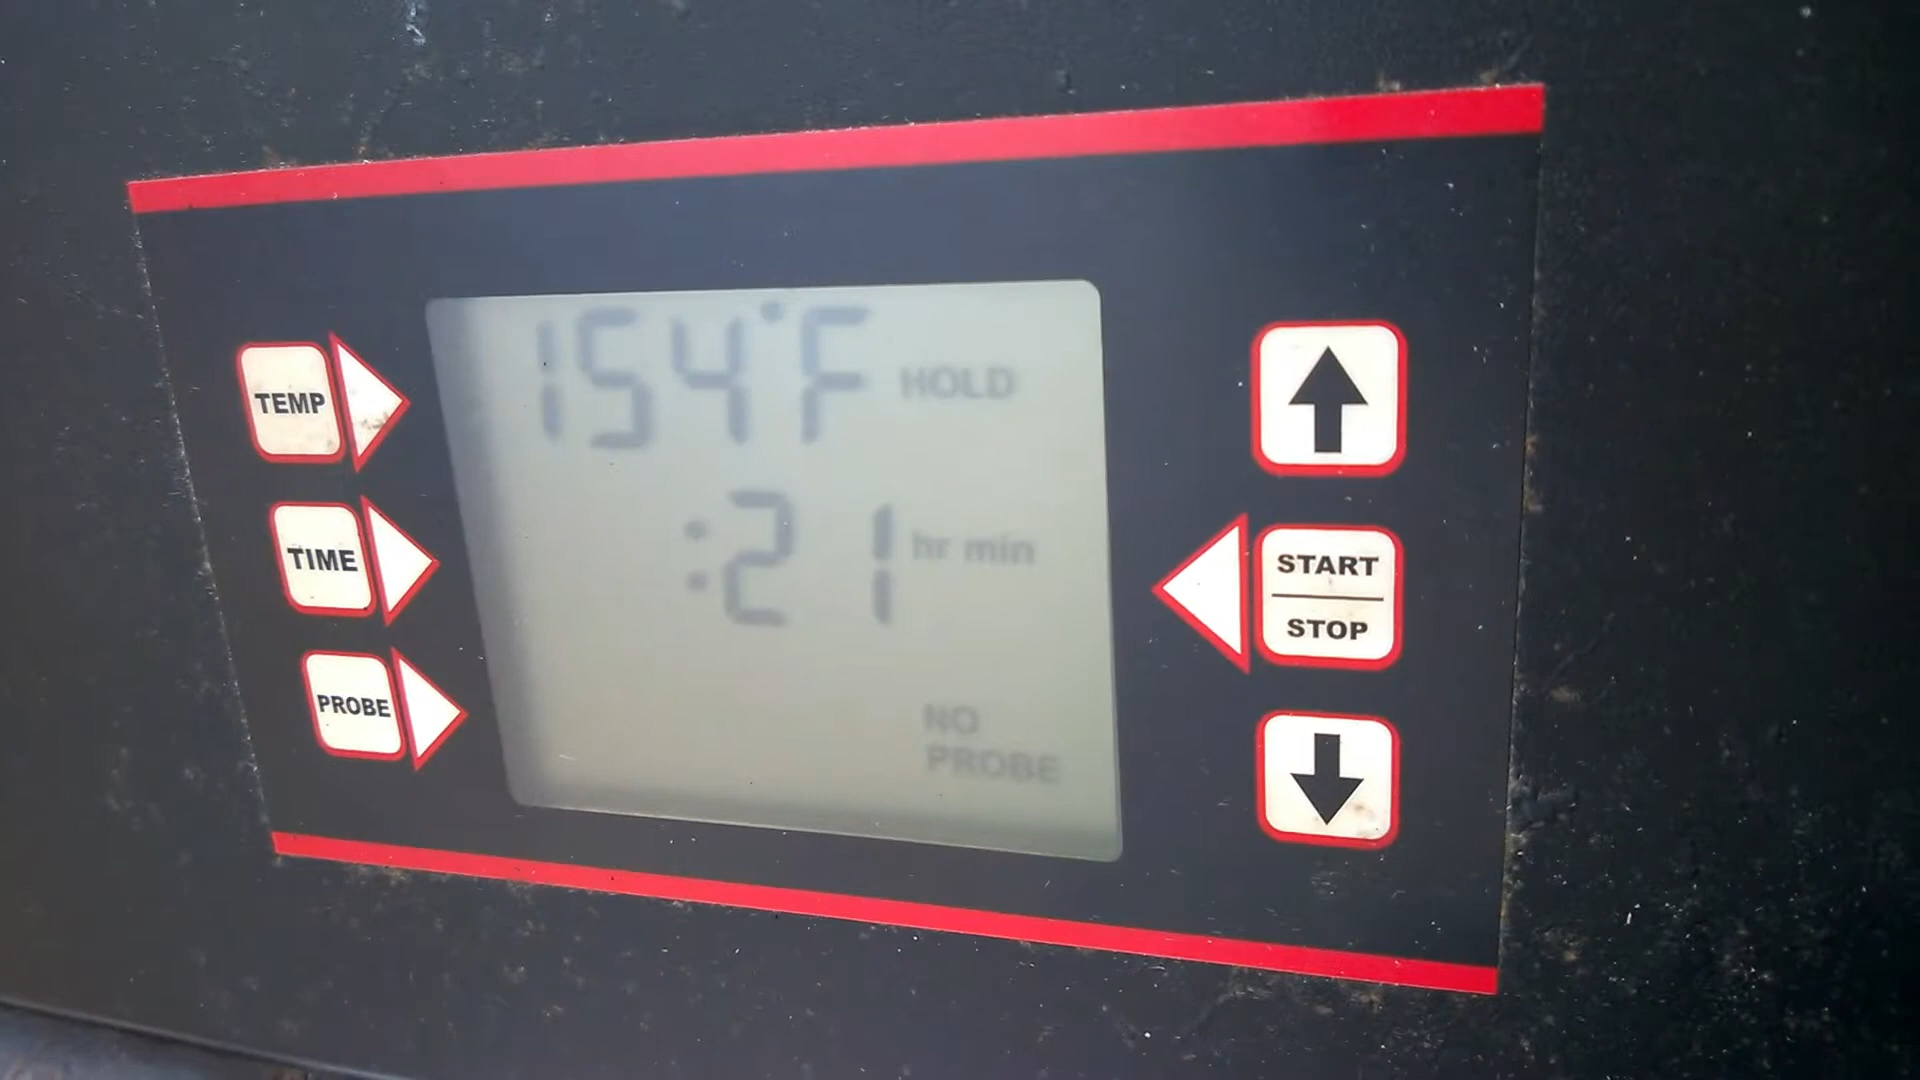 154°F HOLD
:21 hr min
NO
PROBE
TEMP
TIME
PROBE
START
STOP